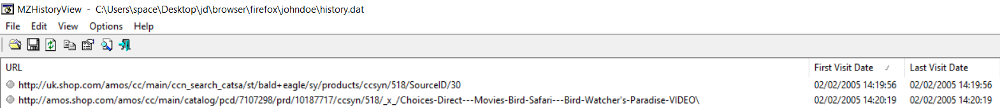 MZHistoryView - C:\Users\space\Desktop\jd\browser\firefox\johndoe\history.dat
File Edit View Options Help
URL First Visit Date Last Visit Date
http://uk.shop.com/amos/cc/main/ccn_search_catsa/st/bald+eagle/sy/products/ccsyn/518/SourceID/30 02/02/2005 14:19:56 02/02/2005 14:19:56
http://amos.shop.com/amos/cc/main/catalog/pcd/7107298/prd/10187717/ccsyn/518/_x_/Choices-Direct---Movies-Bird-Safari---Bird-Watcher's-Paradise-VIDEO\ 02/02/2005 14:20:19 02/02/2005 14:20:19